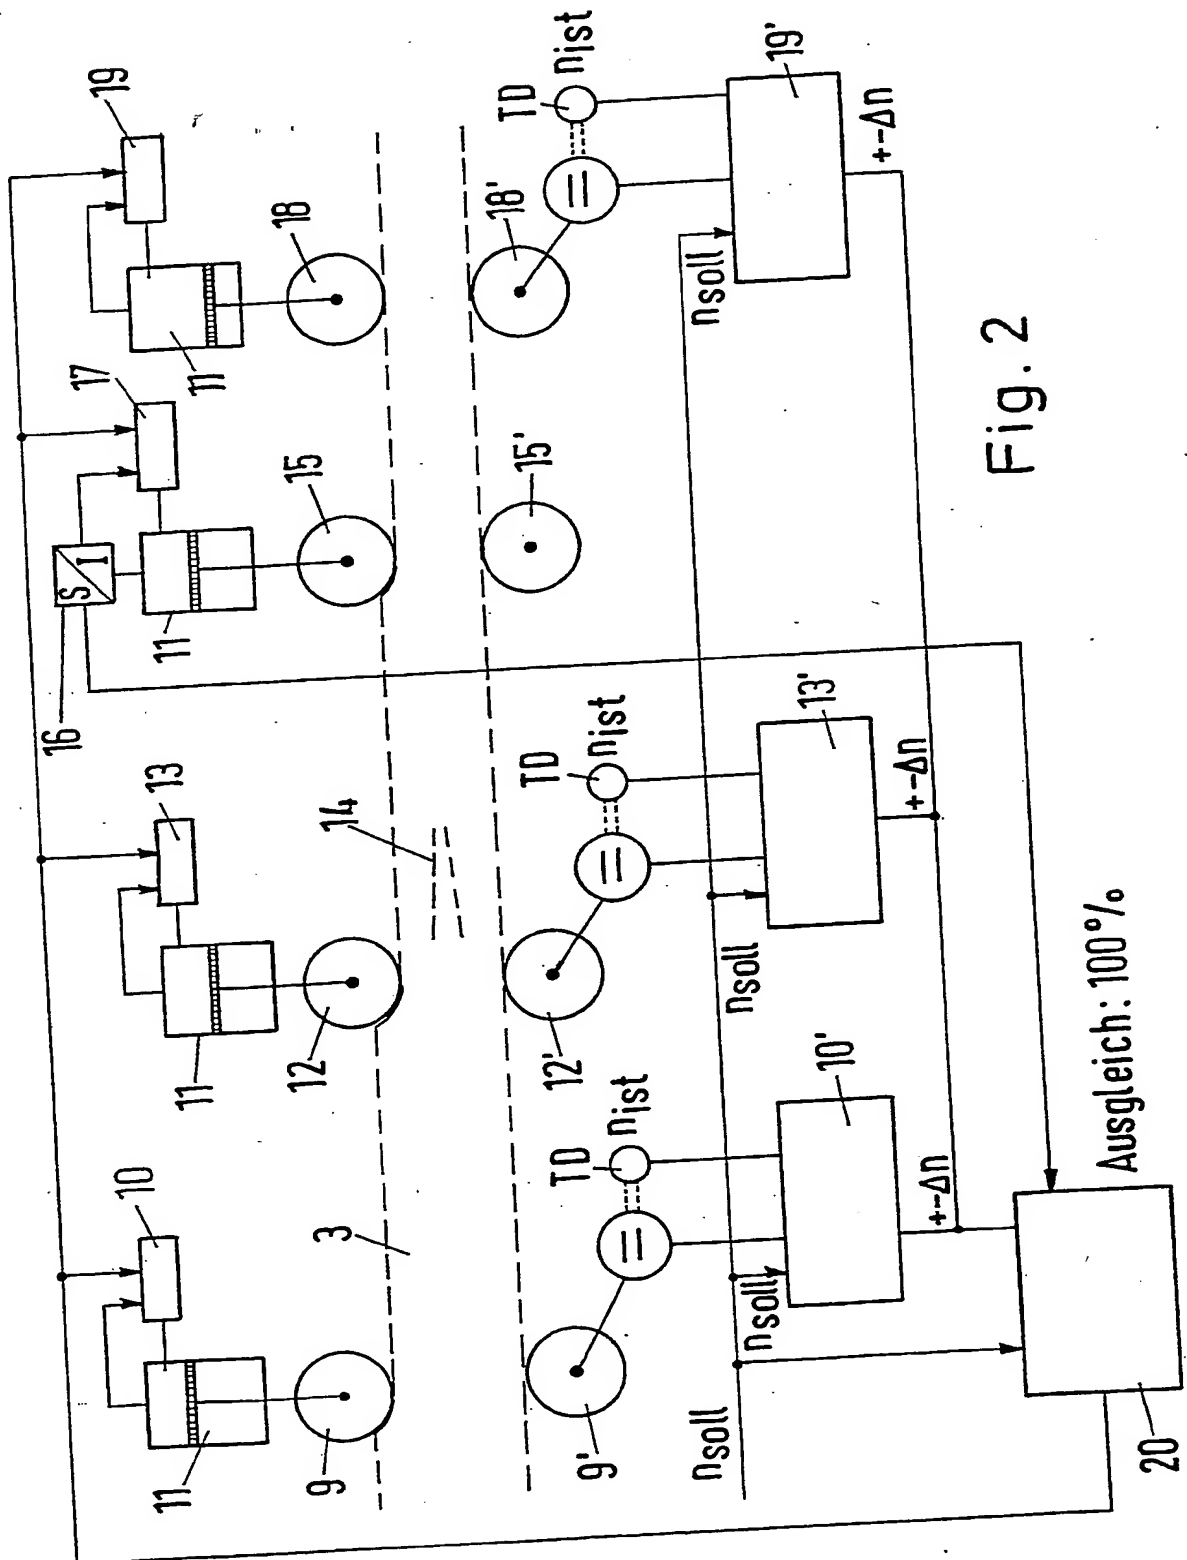 10
13
16
17
19
11
11
11
11
S
I
9
12
15
18
3
14
9'
12'
15'
18'
TD
nist
TD
nist
TD
nist
nsoll
nsoll
nsoll
nsoll
10'
13'
19'
+-Δn
+-Δn
+-Δn
20
Ausgleich: 100%
Fig. 2